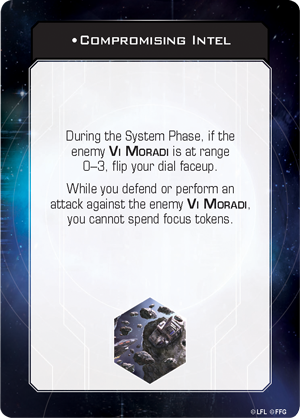 •Compromising Intel
During the System Phase, if the
enemy Vi Moradi is at range
0–3, flip your dial faceup.
While you defend or perform an
attack against the enemy Vi Moradi,
you cannot spend focus tokens.
©LFL ©FFG